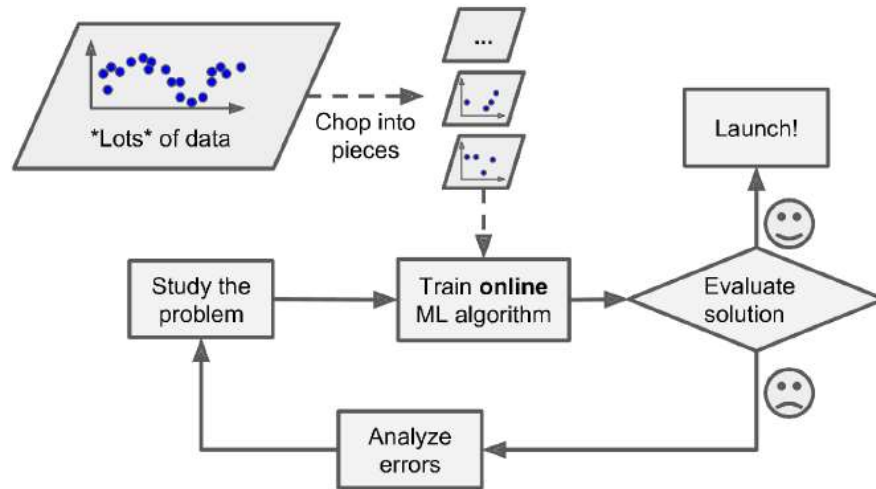 ...
*Lots* of data
Chop into
pieces
Launch!
Study the
problem
Train online
ML algorithm
Evaluate
solution
Analyze
errors